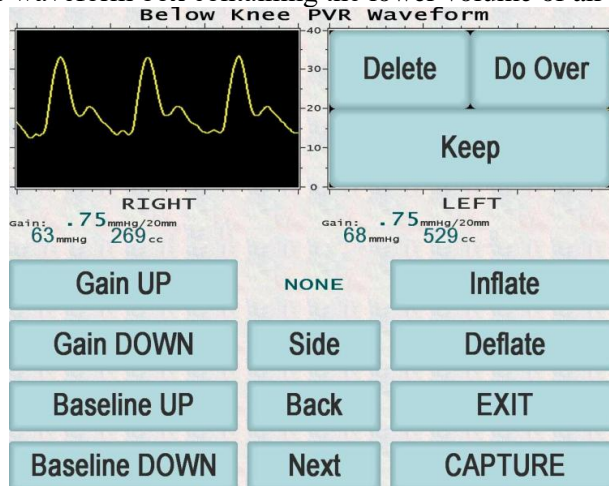 Below Knee PVR Waveform
40
30
20
10
0
Delete
Do Over
Keep
RIGHT
Gain: .75 mmHg/20mm
63 mmHg 269 cc
LEFT
Gain: .75 mmHg/20mm
68 mmHg 529 cc
Gain UP
NONE
Inflate
Gain DOWN
Side
Deflate
Baseline UP
Back
EXIT
Baseline DOWN
Next
CAPTURE